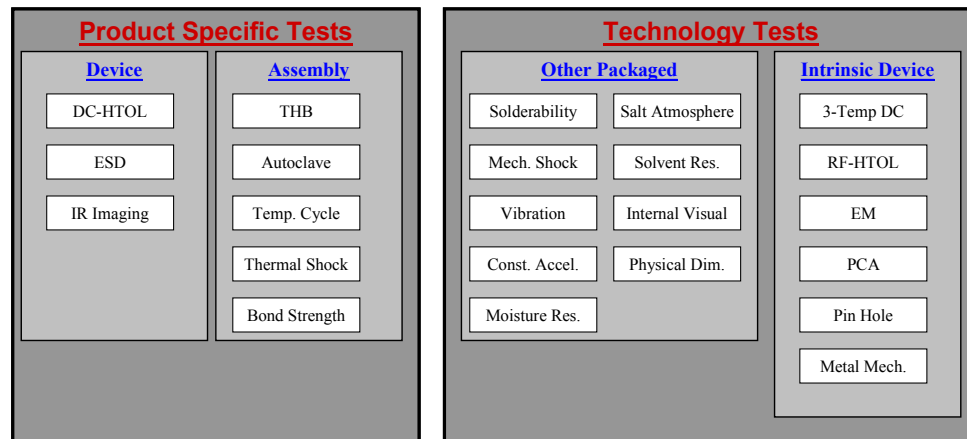 Product Specific Tests
Device
DC-HTOL
ESD
IR Imaging
Assembly
THB
Autoclave
Temp. Cycle
Thermal Shock
Bond Strength
Technology Tests
Other Packaged
Solderability
Mech. Shock
Vibration
Const. Accel.
Moisture Res.
Salt Atmosphere
Solvent Res.
Internal Visual
Physical Dim.
Intrinsic Device
3-Temp DC
RF-HTOL
EM
PCA
Pin Hole
Metal Mech.